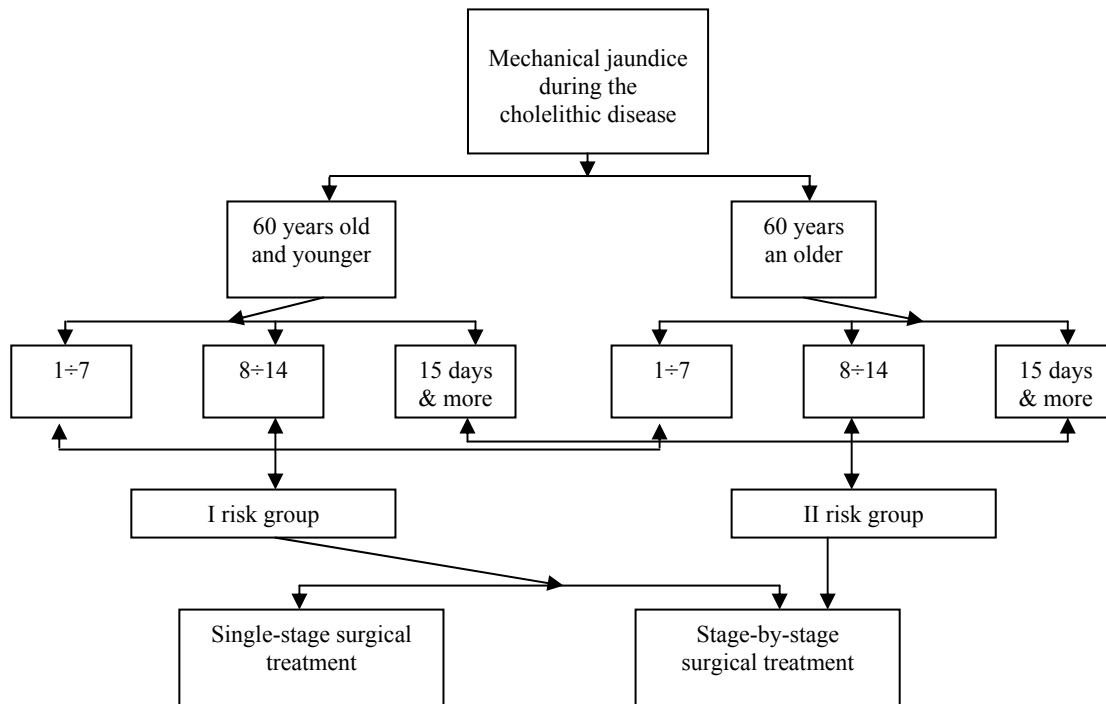 Mechanical jaundice
during the
cholelithic disease
60 years old
and younger
60 years
an older
1÷7
8÷14
15 days
& more
1÷7
8÷14
15 days
& more
I risk group
II risk group
Single-stage surgical
treatment
Stage-by-stage
surgical treatment